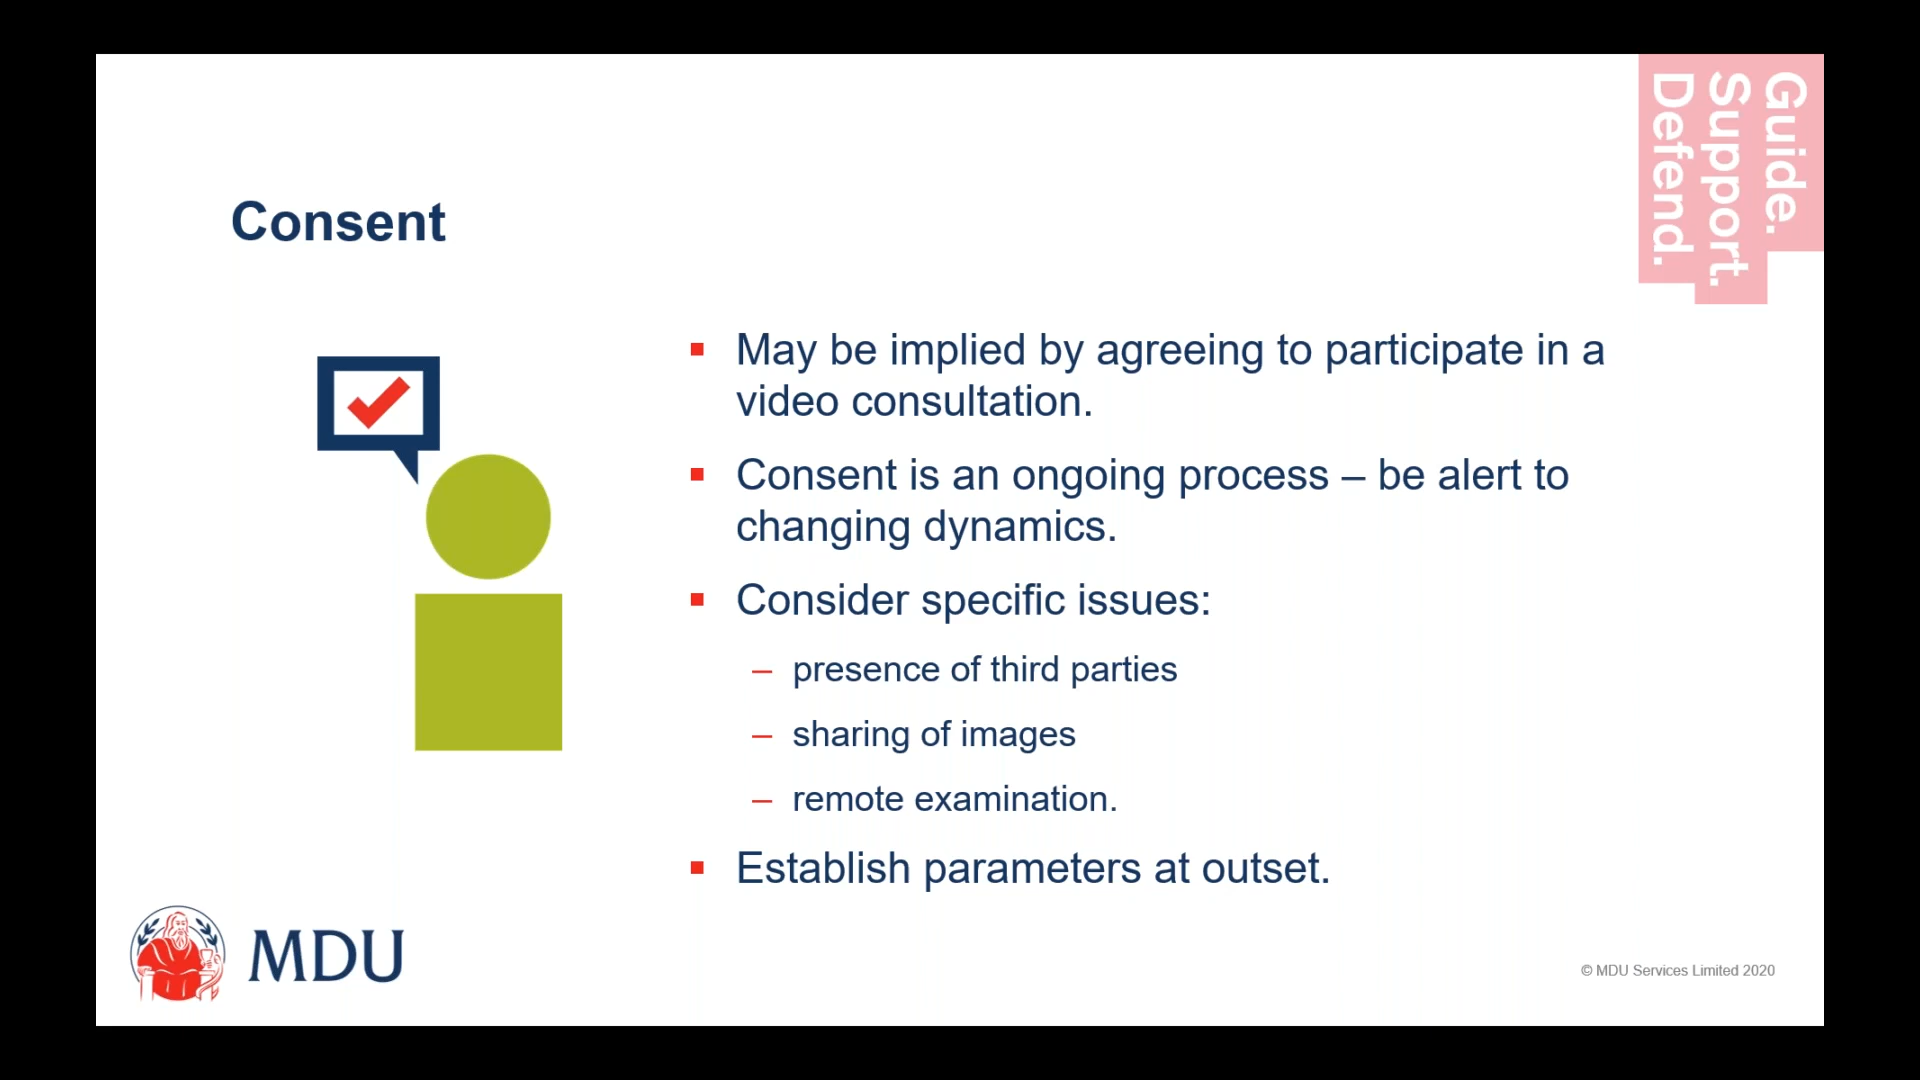 Guide.
Support.
Defend.
Consent
May be implied by agreeing to participate in a
video consultation.
Consent is an ongoing process – be alert to
changing dynamics.
Consider specific issues:
– presence of third parties
– sharing of images
– remote examination.
Establish parameters at outset.
MDU
© MDU Services Limited 2020